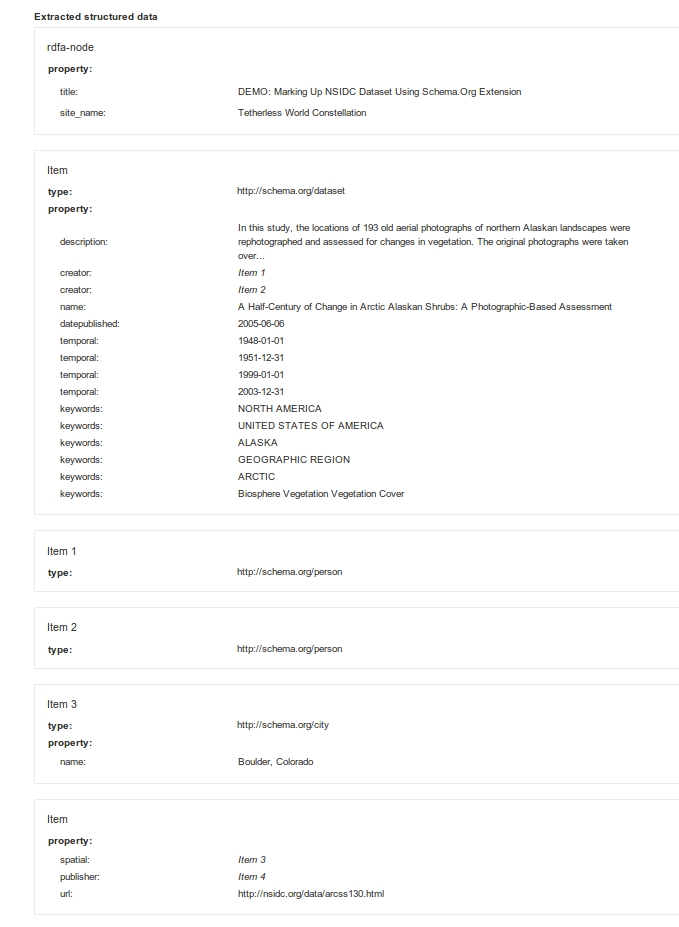 Extracted structured data
rdfa-node
property:
title: DEMO: Marking Up NSIDC Dataset Using Schema.Org Extension
site_name: Tetherless World Constellation
Item
type: http://schema.org/dataset
property:
description: In this study, the locations of 193 old aerial photographs of northern Alaskan landscapes were
rephotographed and assessed for changes in vegetation. The original photographs were taken
over...
creator: Item 1
creator: Item 2
name: A Half-Century of Change in Arctic Alaskan Shrubs: A Photographic-Based Assessment
datepublished: 2005-06-06
temporal: 1948-01-01
temporal: 1951-12-31
temporal: 1999-01-01
temporal: 2003-12-31
keywords: NORTH AMERICA
keywords: UNITED STATES OF AMERICA
keywords: ALASKA
keywords: GEOGRAPHIC REGION
keywords: ARCTIC
keywords: Biosphere Vegetation Vegetation Cover
Item 1
type: http://schema.org/person
Item 2
type: http://schema.org/person
Item 3
type: http://schema.org/city
property:
name: Boulder, Colorado
Item
property:
spatial: Item 3
publisher: Item 4
url: http://nsidc.org/data/arcss130.html